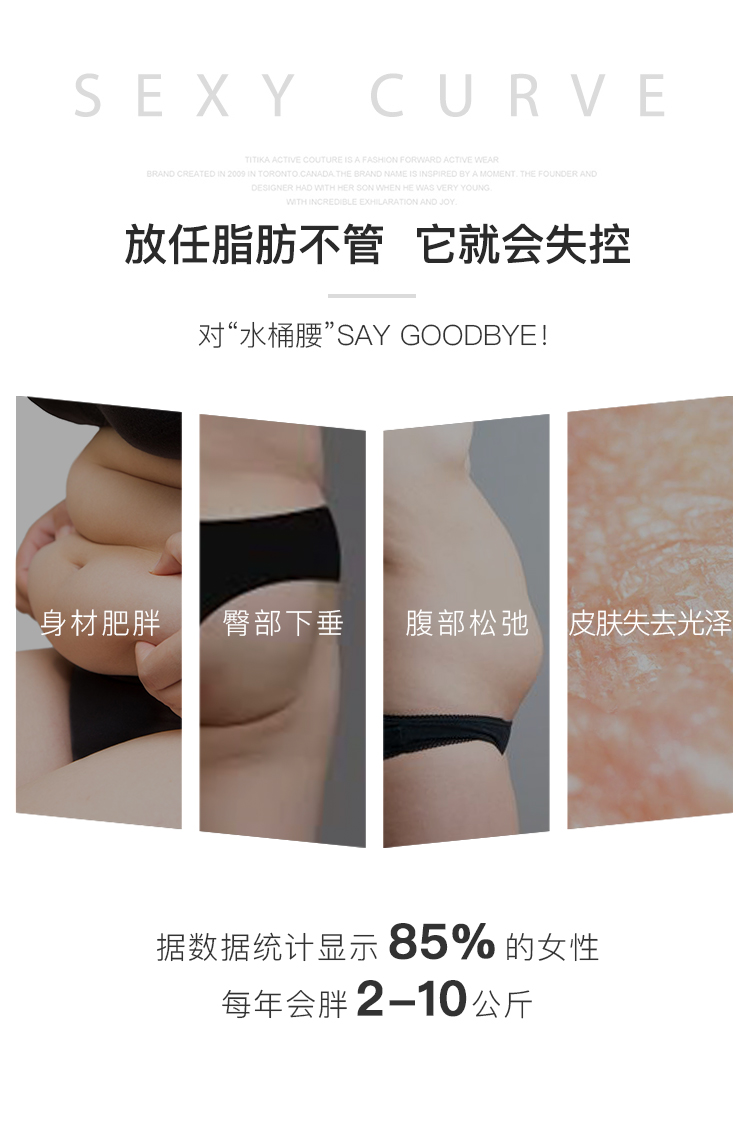 SEXY CURVE
TITIKA ACTIVE COUTURE IS A FASHION FORWARD ACTIVE WEAR
BRAND CREATED IN 2009 IN TORONTO CANADA.THE BRAND NAME IS INSPIRED BY A MOMENT. THE FOUNDER AND
DESIGNER HAD WITH HER SON WHEN HE WAS VERY YOUNG.
WITH INCREDIBLE EXHILARATION AND JOY.
放任脂肪不管 它就会失控
对“水桶腰”SAY GOODBYE!
身材肥胖
臀部下垂
腹部松弛
皮肤失去光泽
据数据统计显示 85% 的女性
每年会胖 2-10公斤